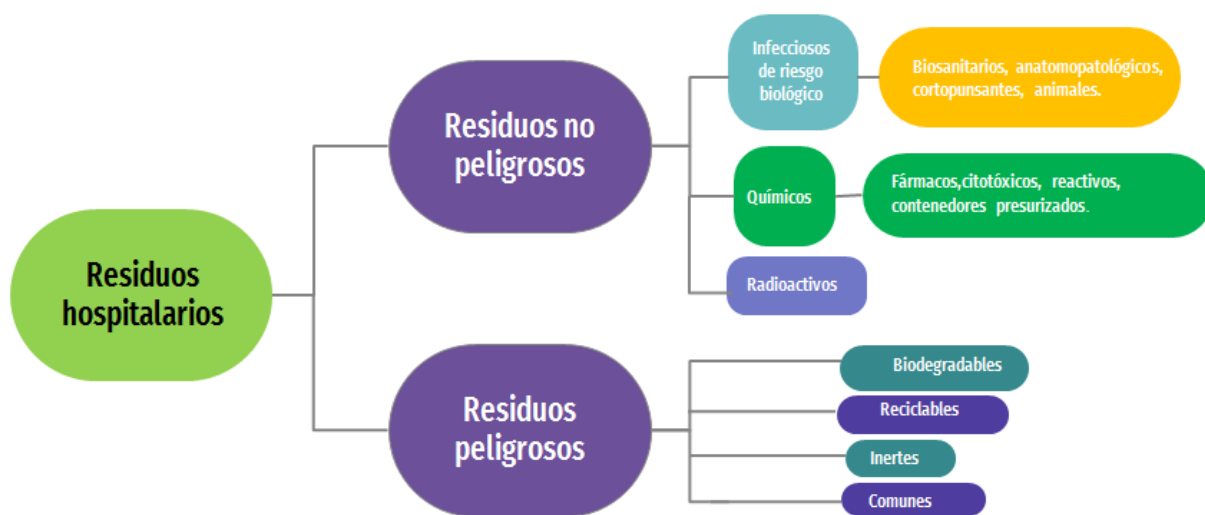 Residuos
hospitalarios
Residuos no
peligrosos
Infecciosos
de riesgo
biológico
Biosanitarios, anatomopatológicos,
cortopunsantes, animales.
Químicos
Fármacos,citotóxicos, reactivos,
contenedores presurizados.
Radioactivos
Residuos
peligrosos
Biodegradables
Reciclables
Inertes
Comunes